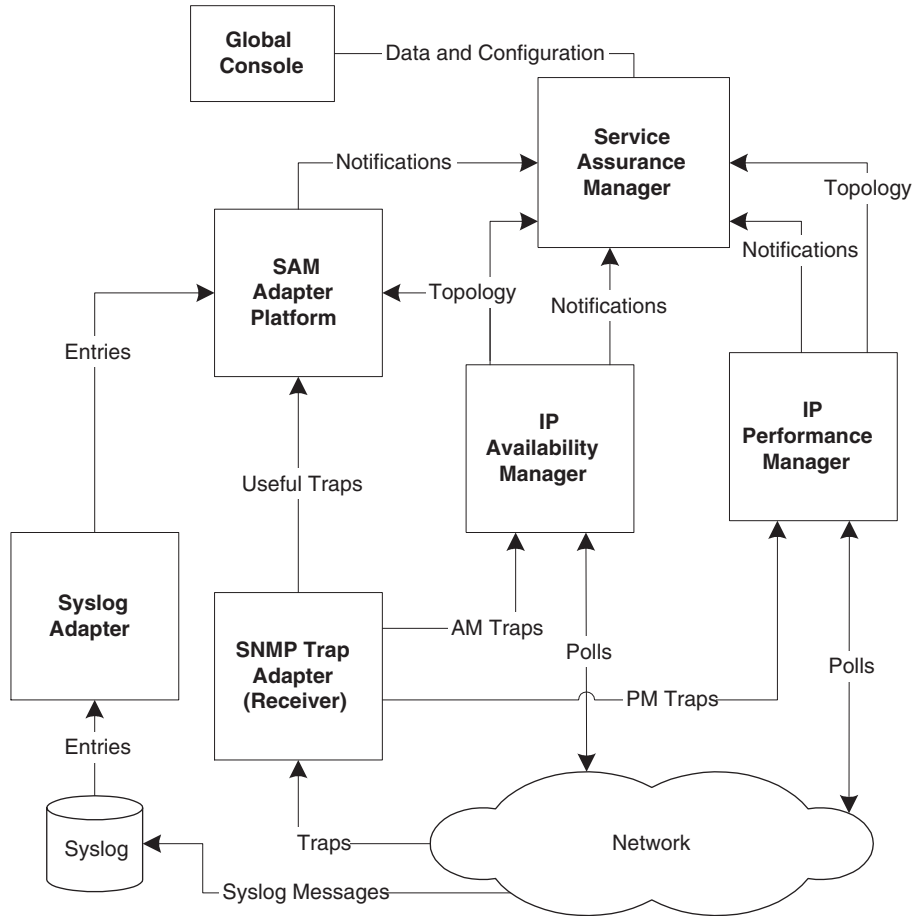 Global
Console
Data and Configuration
Service
Assurance
Manager
Notifications
Topology
Notifications
SAM
Adapter
Platform
Topology
Notifications
Entries
IP
Availability
Manager
IP
Performance
Manager
Useful Traps
Syslog
Adapter
SNMP Trap
Adapter
(Receiver)
AM Traps
Polls
Polls
PM Traps
Entries
Syslog
Traps
Network
Syslog Messages